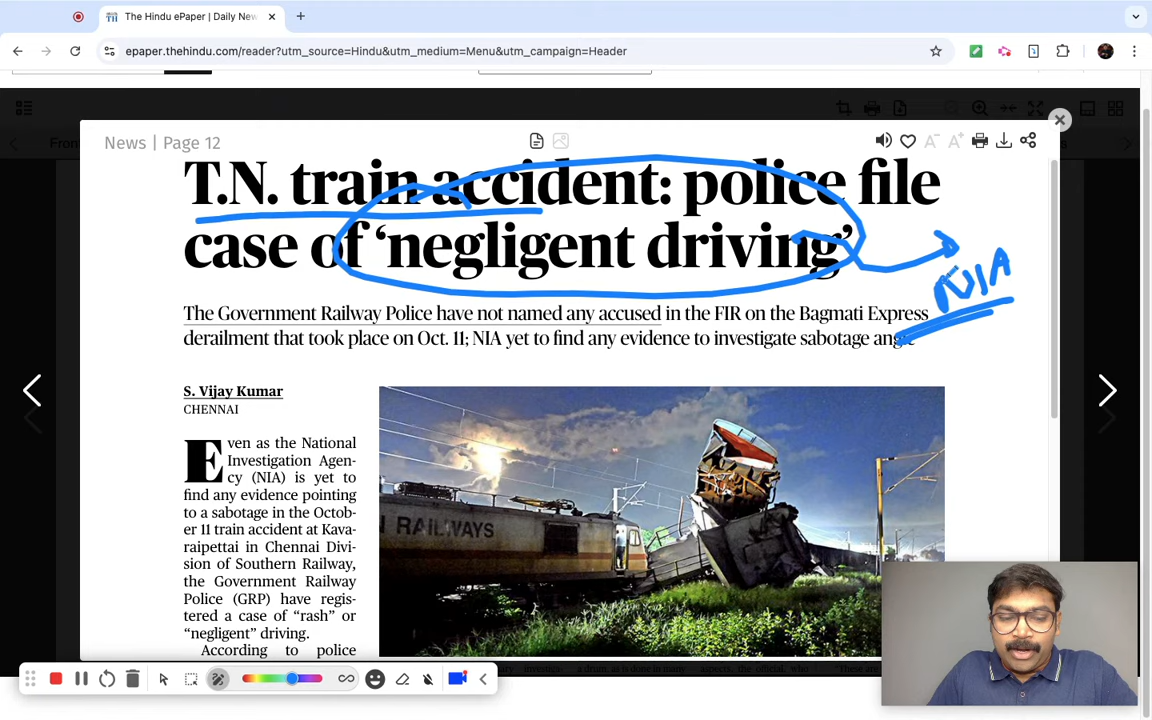 The Hindu ePaper | Daily New
epaper.thehindu.com/reader?utm_source=Hindu&utm_medium=Menu&utm_campaign=Header
News | Page 12
A- A+
T.N. train accident: police file
case of ‘negligent driving’
NIA
The Government Railway Police have not named any accused in the FIR on the Bagmati Express
derailment that took place on Oct. 11; NIA yet to find any evidence to investigate sabotage angle
S. Vijay Kumar
CHENNAI
Even as the National
Investigation Agen-
cy (NIA) is yet to
find any evidence pointing
to a sabotage in the Octob-
er 11 train accident at Kava-
raipettai in Chennai Divi-
sion of Southern Railway,
the Government Railway
Police (GRP) have regis-
tered a case of “rash” or
“negligent” driving.
According to police
N RAILWAYS